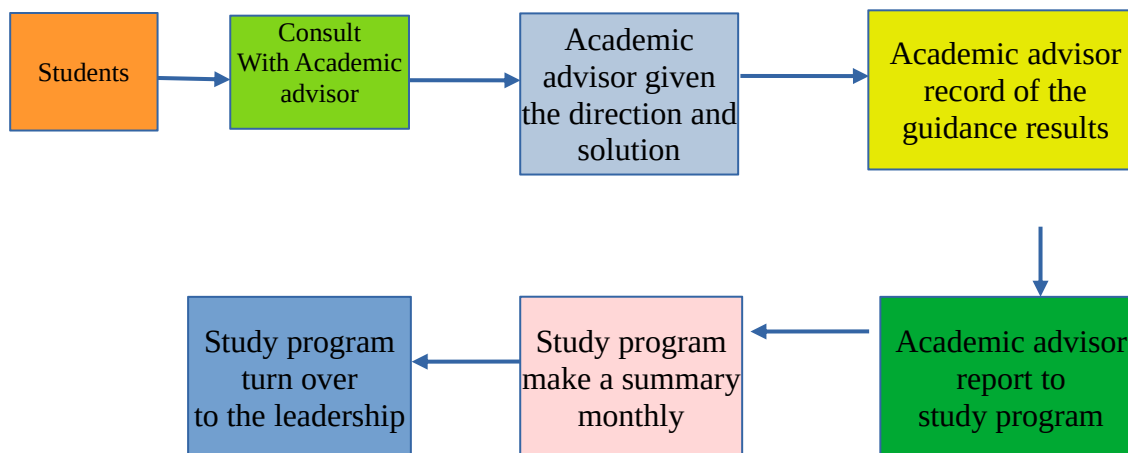 Students
Consult
With Academic
advisor
Academic
advisor given
the direction and
solution
Academic advisor
record of the
guidance results
Academic advisor
report to
study program
Study program
make a summary
monthly
Study program
turn over
to the leadership